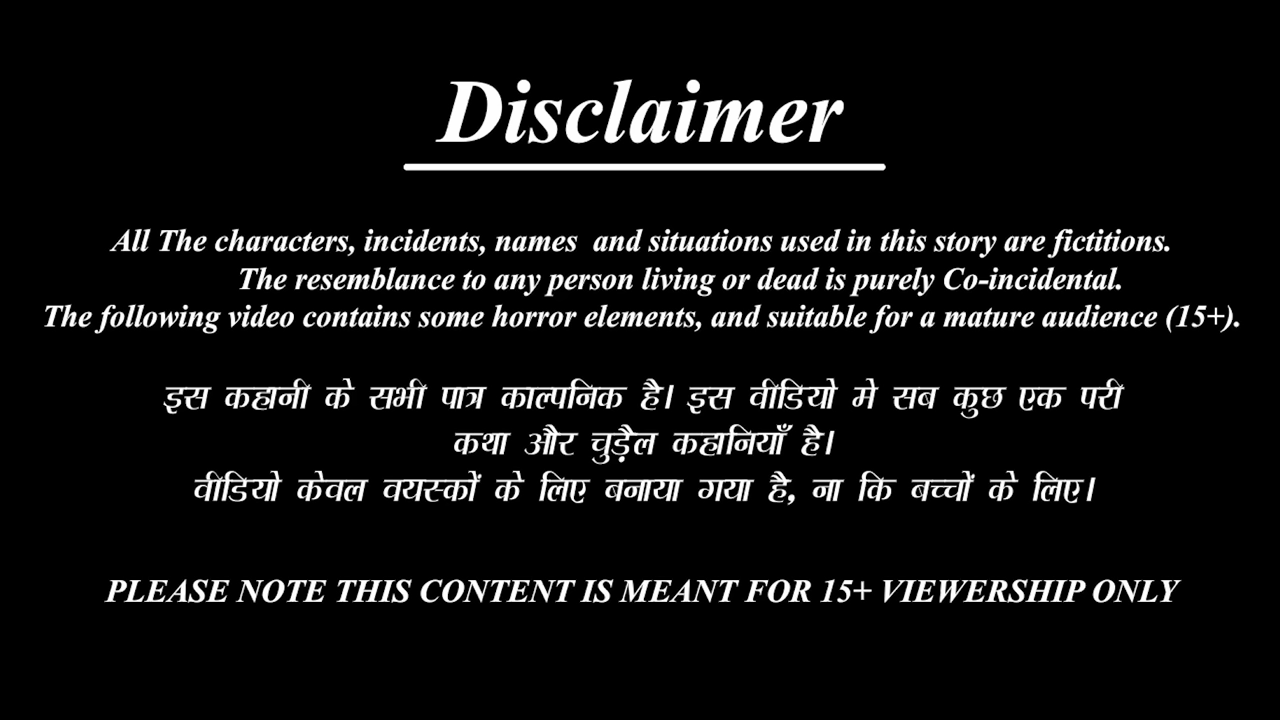 Disclaimer
All The characters, incidents, names and situations used in this story are fictitions.
The resemblance to any person living or dead is purely Co-incidental.
The following video contains some horror elements, and suitable for a mature audience (15+).
इस कहानी के सभी पात्र काल्पनिक है। इस वीडियो मे सब कुछ एक परी
कथा और चुड़ैल कहानियाँ है।
वीडियो केवल वयस्कों के लिए बनाया गया है, ना कि बच्चों के लिए।
PLEASE NOTE THIS CONTENT IS MEANT FOR 15+ VIEWERSHIP ONLY